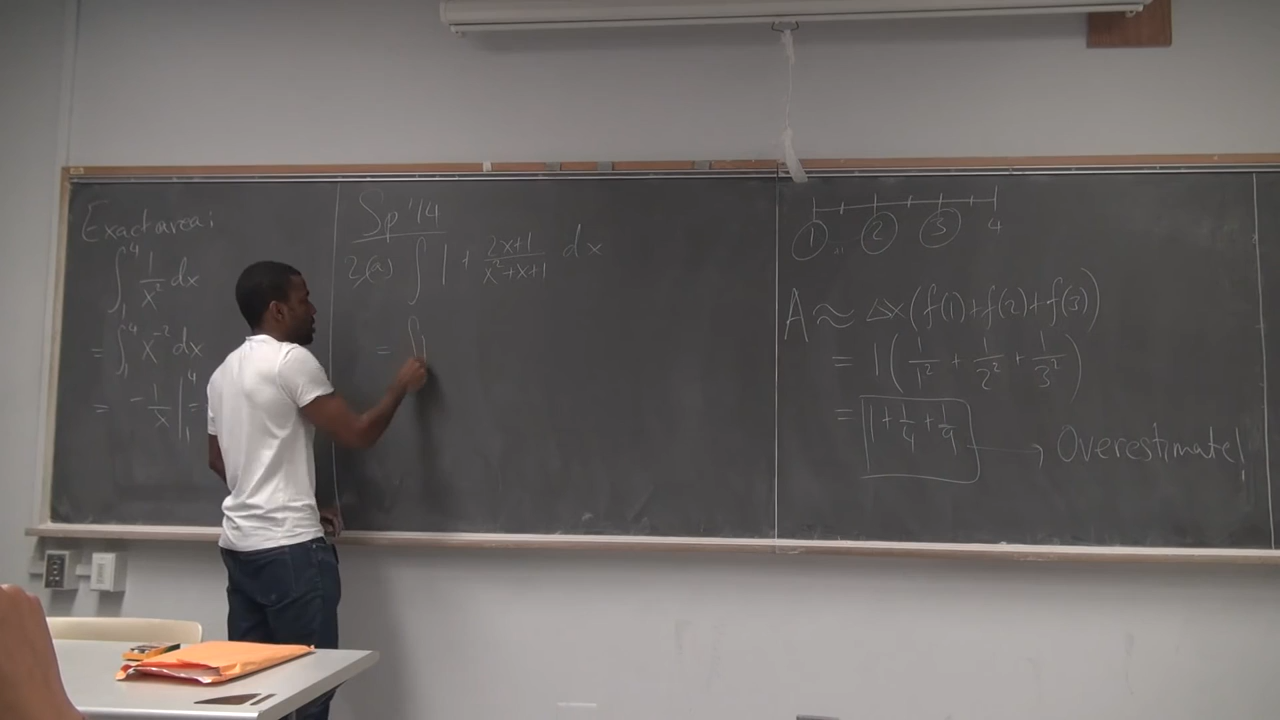 Exact area:
∫₁⁴ 1/x² dx
= ∫₁⁴ x⁻² dx
= -1/x |₁⁴ =
Sp '14
2(a) ∫ 1 + (2x+1)/(x²+x+1) dx
= ∫ 1
1 ... 2 3 4
A ≈ Δx(f(1)+f(2)+f(3))
= 1(1/1² + 1/2² + 1/3²)
= 1 + 1/4 + 1/9 → Overestimate!